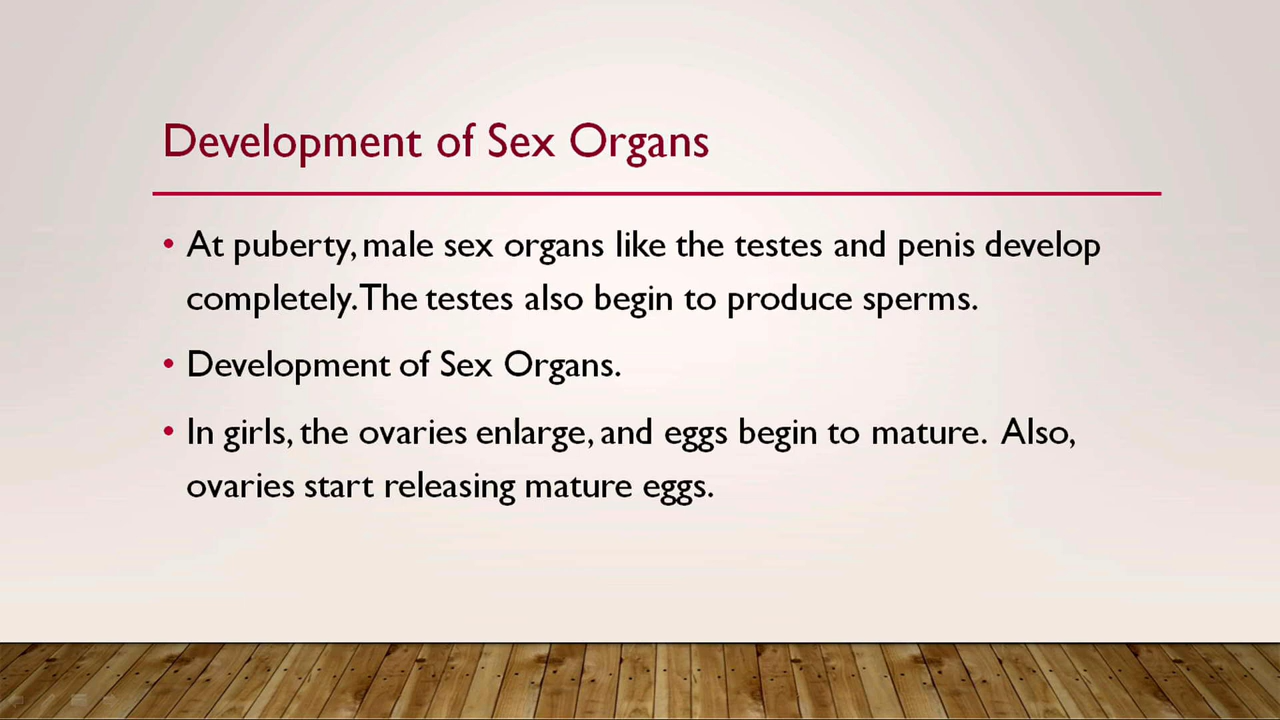 Development of Sex Organs
• At puberty, male sex organs like the testes and penis develop
completely. The testes also begin to produce sperms.
• Development of Sex Organs.
• In girls, the ovaries enlarge, and eggs begin to mature. Also,
ovaries start releasing mature eggs.